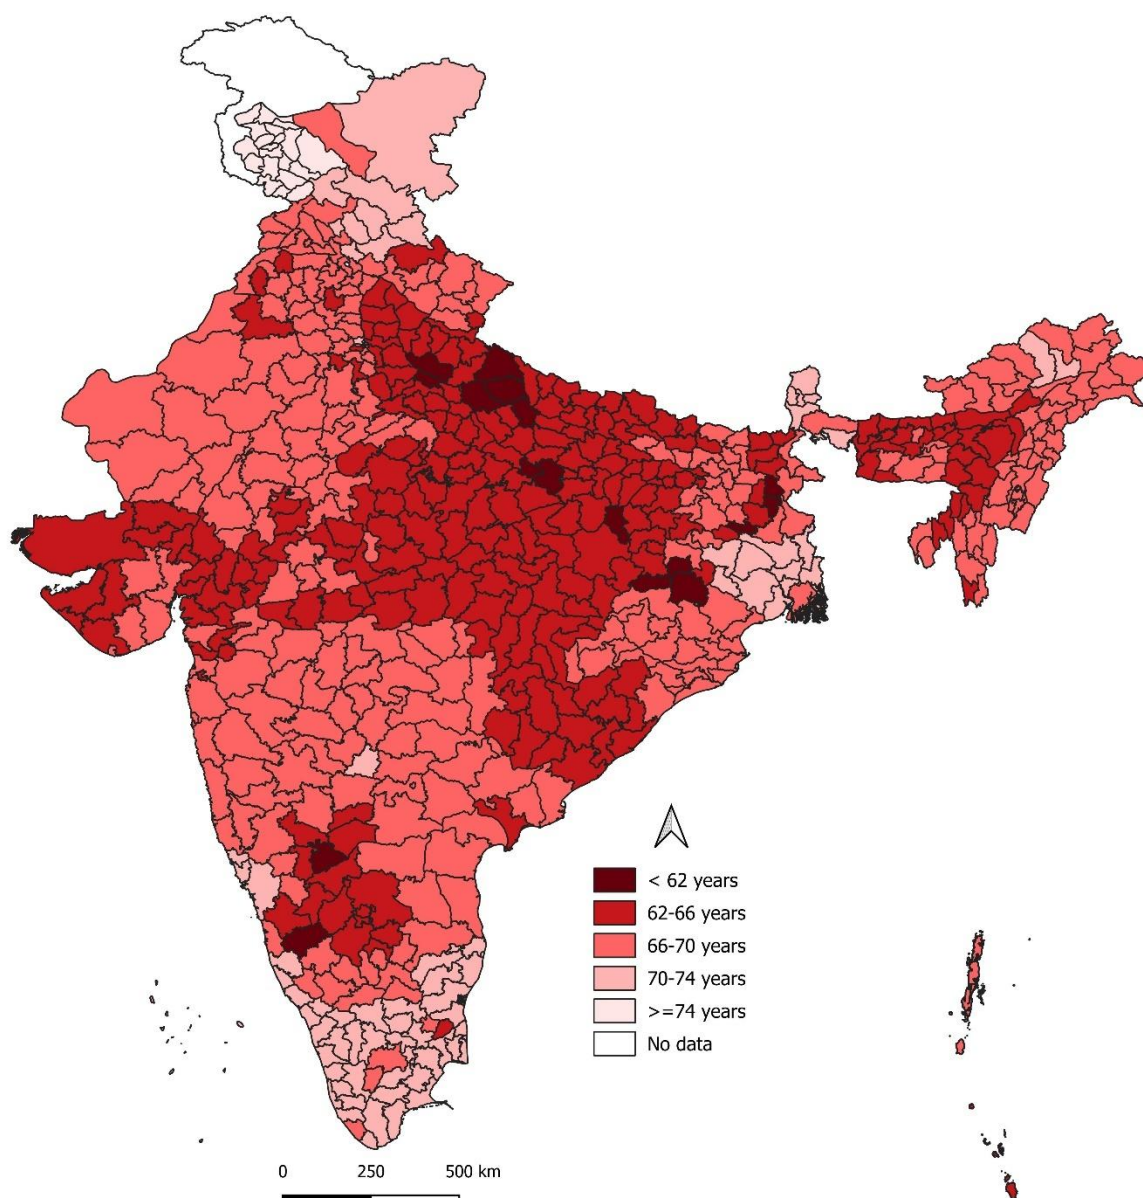 < 62 years
62-66 years
66-70 years
70-74 years
>=74 years
No data
0 250 500 km